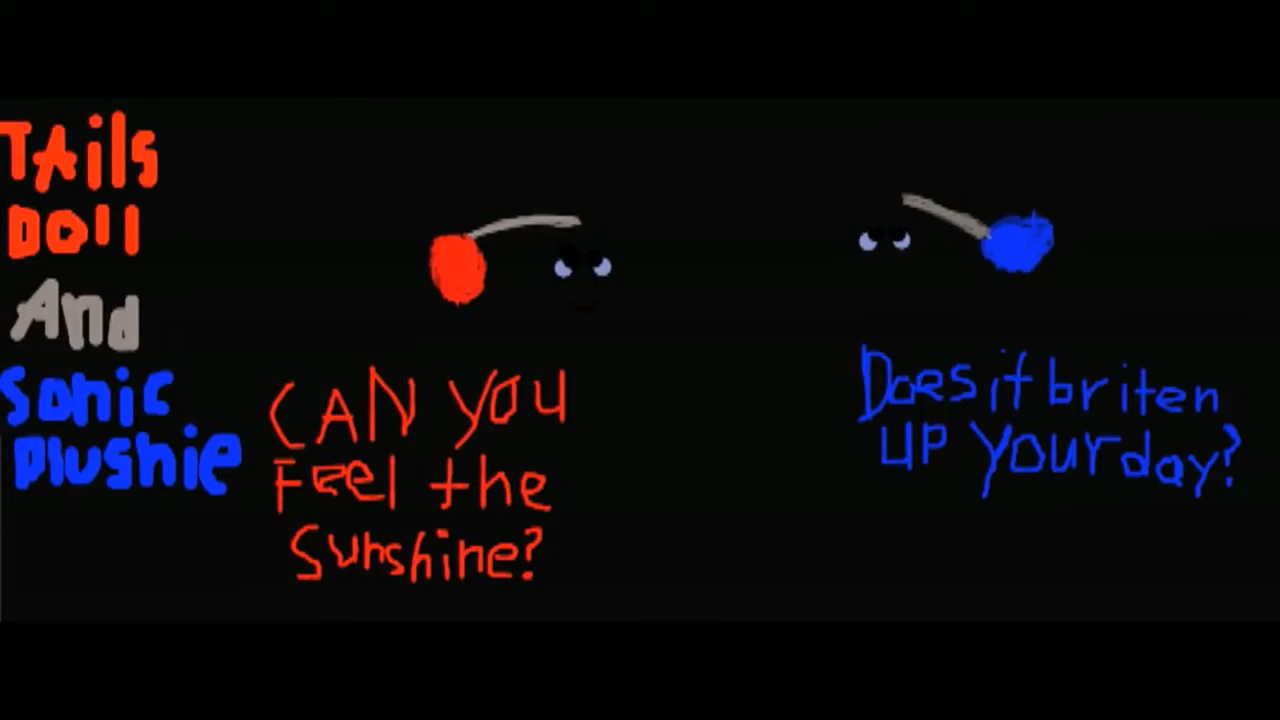 TAils
Doll
And
Sonic
plushie
CAN you
Feel the
Sunshine?
Does it briten
up your day?